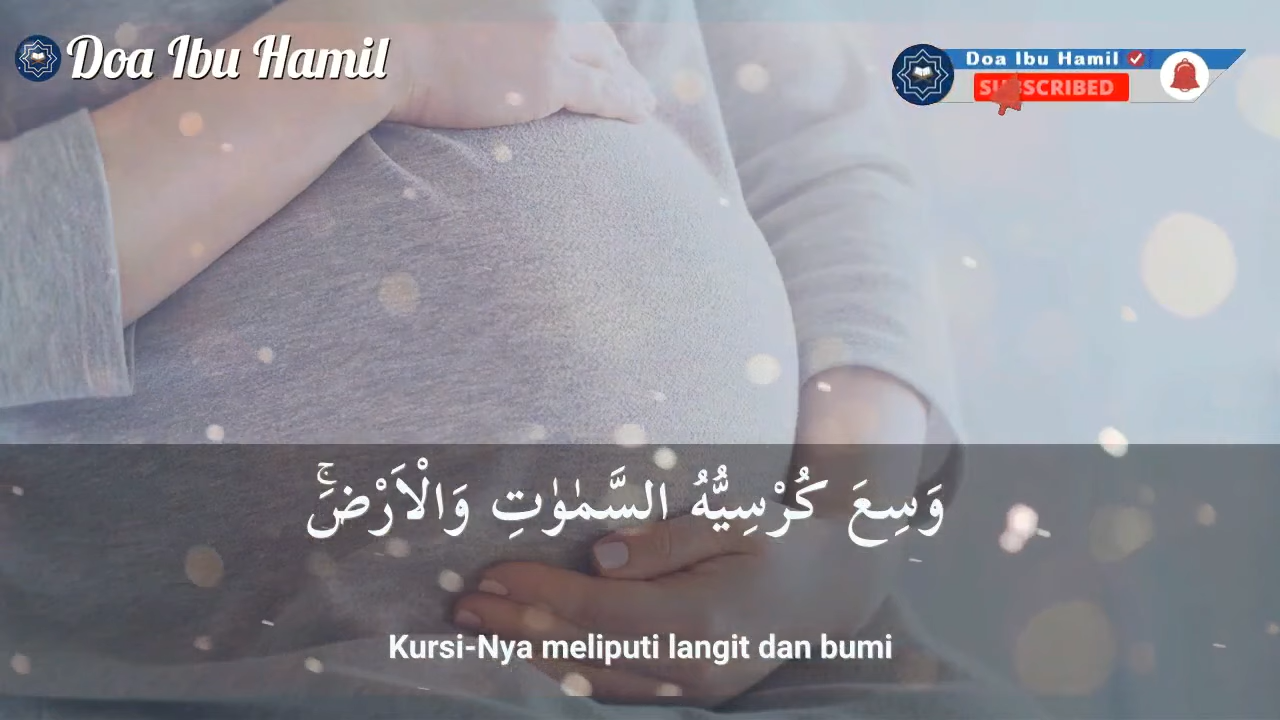 Doa Ibu Hamil
Doa Ibu Hamil
SUBSCRIBED
وَسِعَ كُرْسِيُّهُ السَّمٰوٰتِ وَالْاَرْضَۚ
Kursi-Nya meliputi langit dan bumi